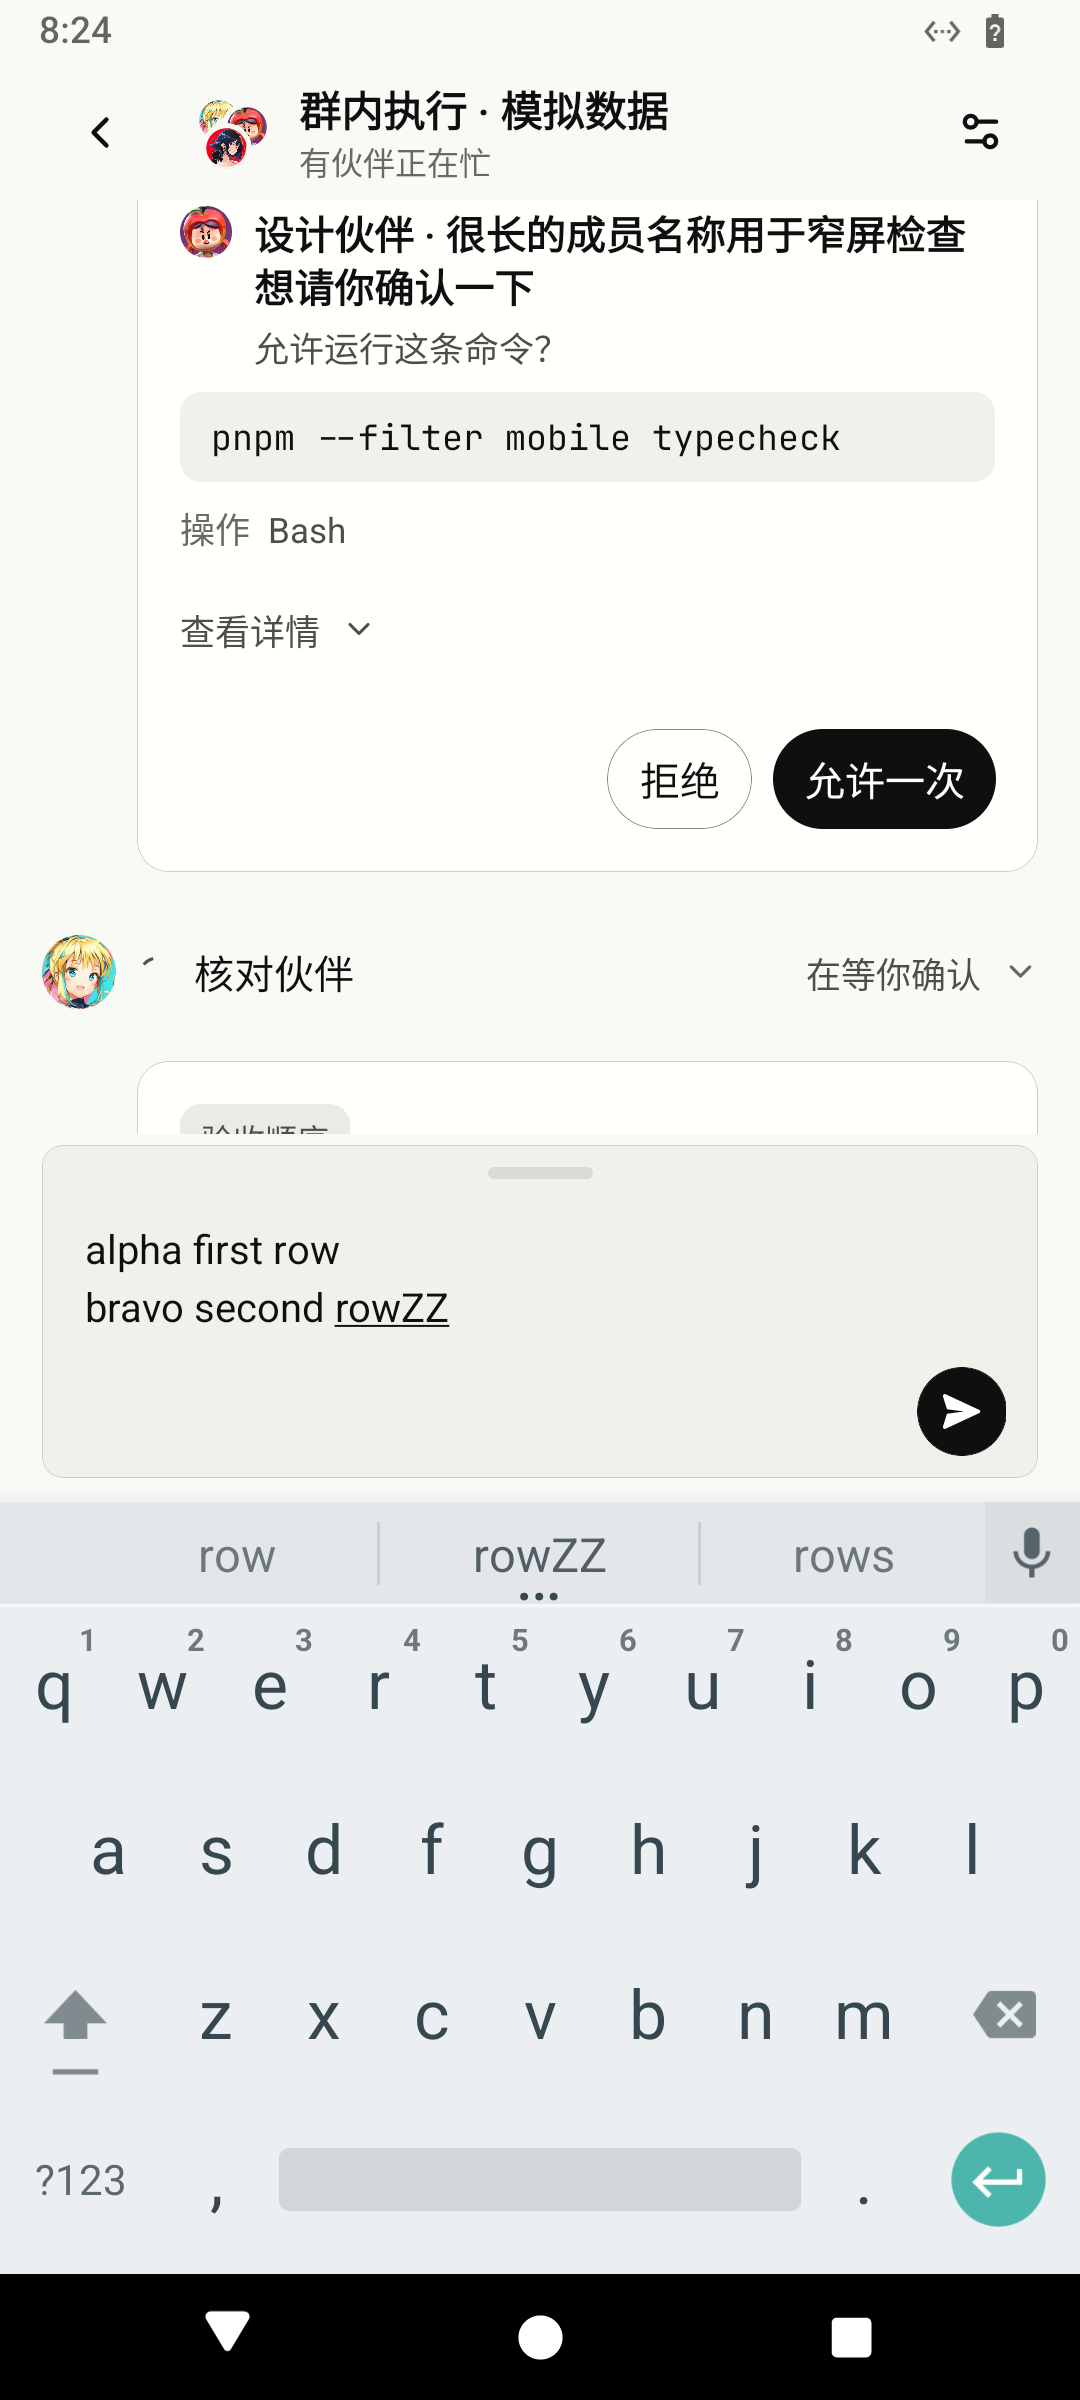 8:24
群内执行 · 模拟数据
有伙伴正在忙
设计伙伴 · 很长的成员名称用于窄屏检查
想请你确认一下
允许运行这条命令?
pnpm --filter mobile typecheck
操作 Bash
查看详情
拒绝 允许一次
核对伙伴 在等你确认
验收顺序
alpha first row
bravo second rowZZ
row rowZZ rows
1 2 3 4 5 6 7 8 9 0
q w e r t y u i o p
a s d f g h j k l
z x c v b n m
?123 , .